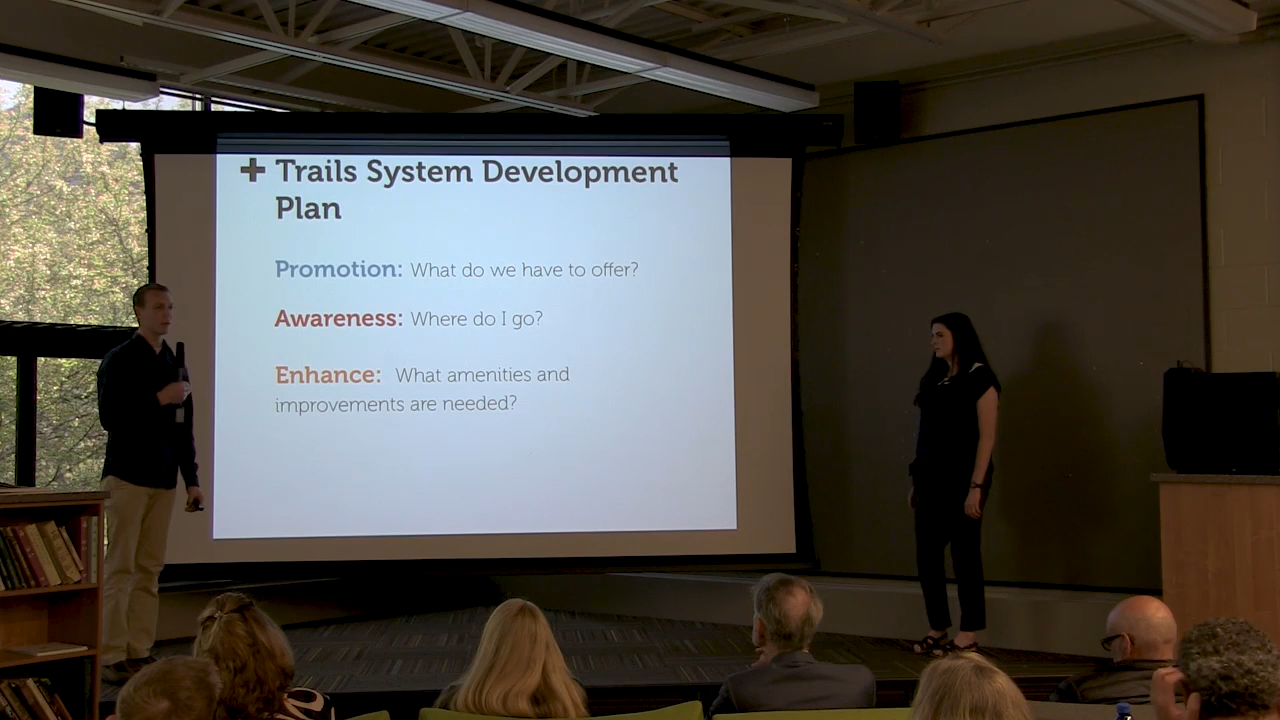 + Trails System Development
Plan
Promotion: What do we have to offer?
Awareness: Where do I go?
Enhance: What amenities and
improvements are needed?